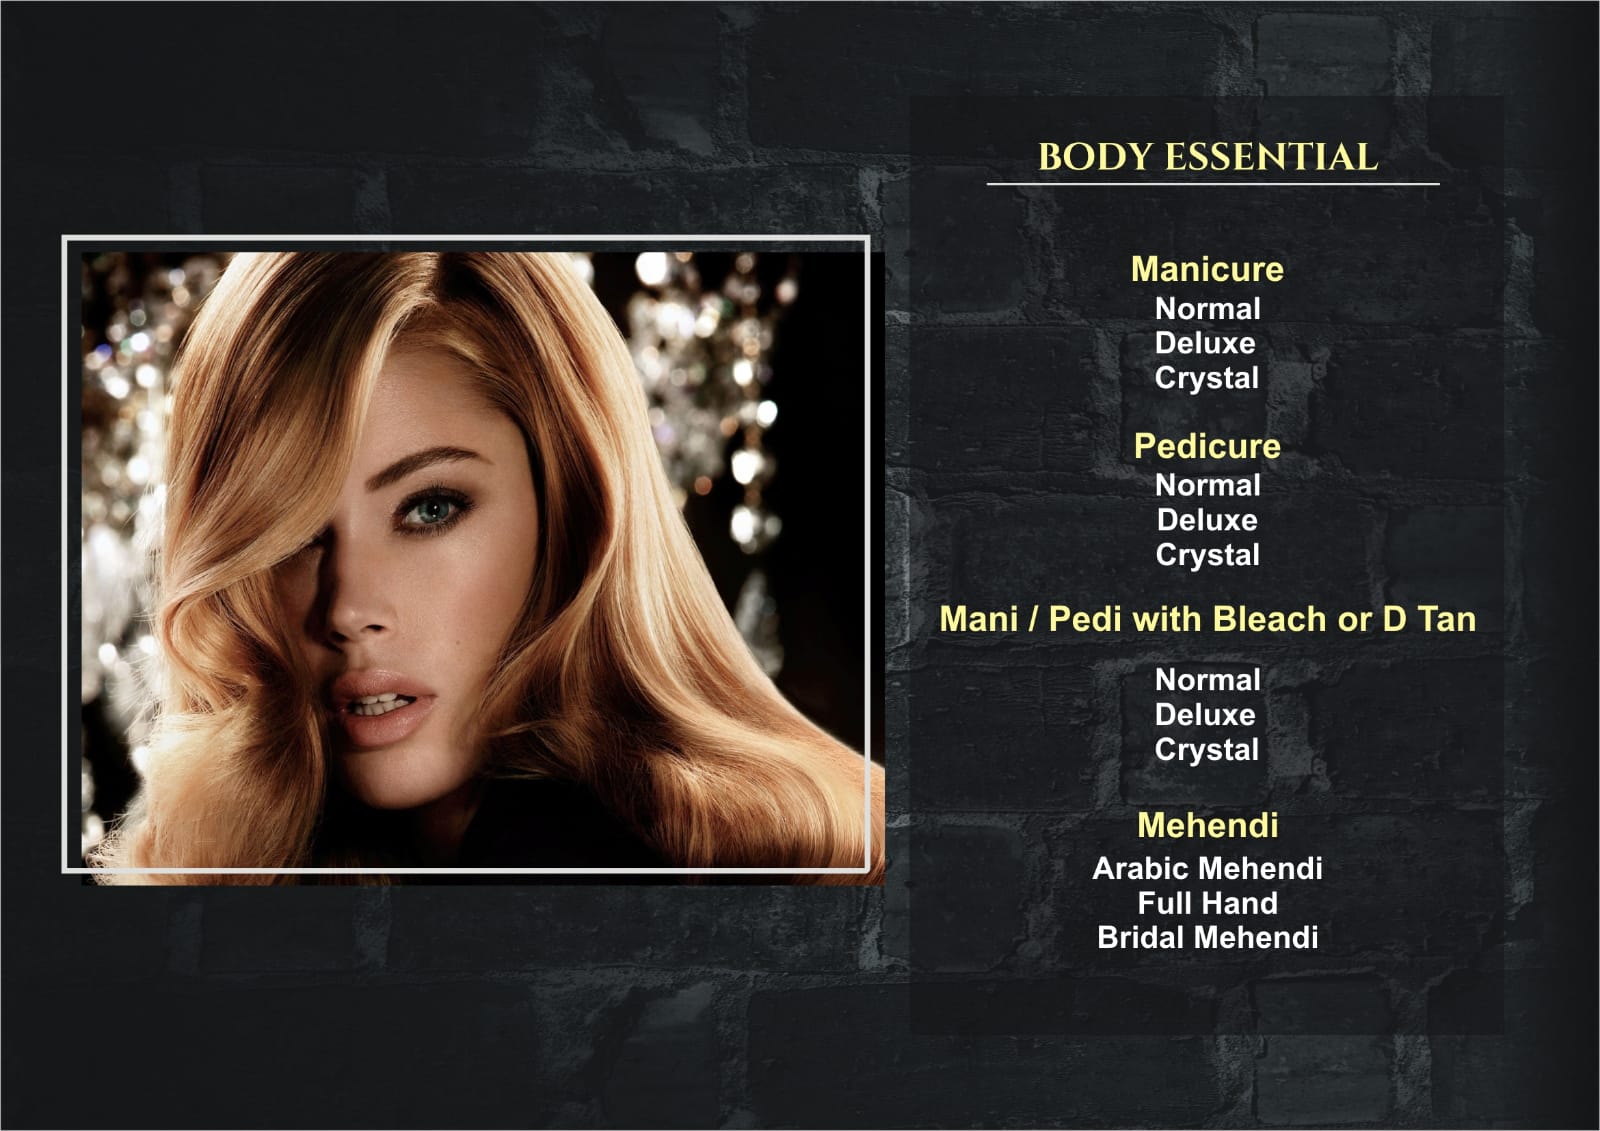 BODY ESSENTIAL
Manicure
Normal
Deluxe
Crystal
Pedicure
Normal
Deluxe
Crystal
Mani / Pedi with Bleach or D Tan
Normal
Deluxe
Crystal
Mehendi
Arabic Mehendi
Full Hand
Bridal Mehendi